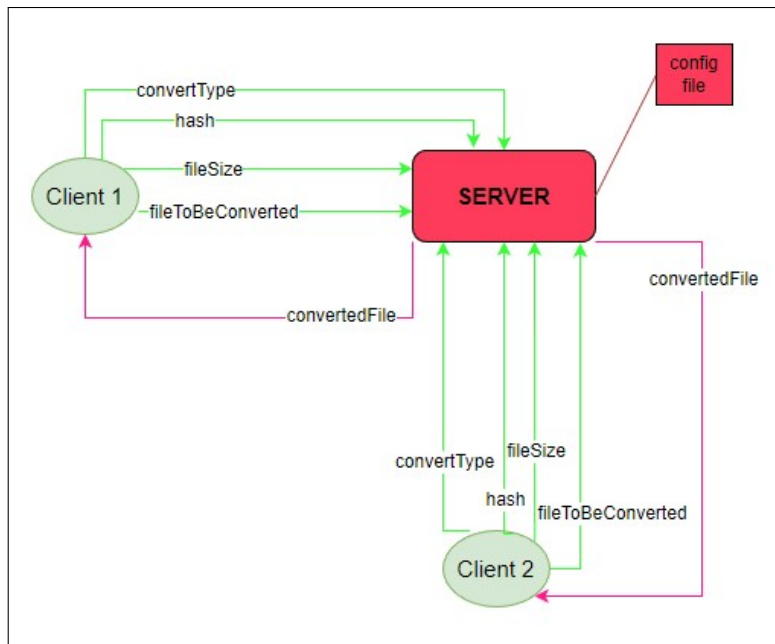 config
file
convertType
hash
fileSize
Client 1
SERVER
fileToBeConverted
convertedFile
convertedFile
convertType
fileSize
hash
fileToBeConverted
Client 2